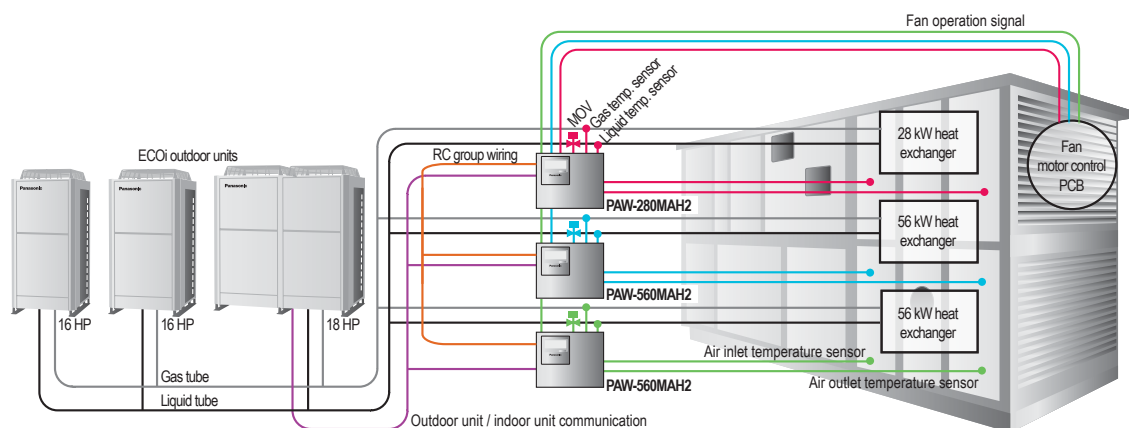 Fan operation signal
MOV
Gas temp. sensor
Liquid temp. sensor
28 kW heat
exchanger
Fan
motor control
PCB
ECOi outdoor units
RC group wiring
Panasonic
Panasonic
Panasonic
PAW-280MAH2
56 kW heat
exchanger
PAW-560MAH2
56 kW heat
exchanger
16 HP
16 HP
18 HP
Air inlet temperature sensor
Gas tube
Air outlet temperature sensor
PAW-560MAH2
Liquid tube
Outdoor unit / indoor unit communication